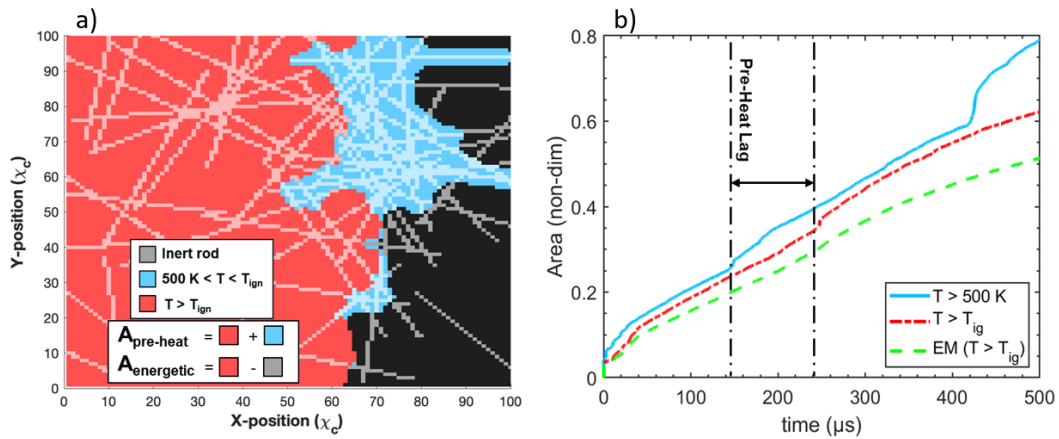 a)
100
90
80
70
60
50
40
30
20
10
0
Y-position (χc)
Inert rod
500 K < T < Tign
T > Tign
Apre-heat = +
Aenergetic = -
0 10 20 30 40 50 60 70 80 90 100
X-position (χc)
b)
0.8
0.6
0.4
0.2
0
Area (non-dim)
Pre-Heat Lag
T > 500 K
T > Tig
EM (T > Tig)
0 100 200 300 400 500
time (μs)